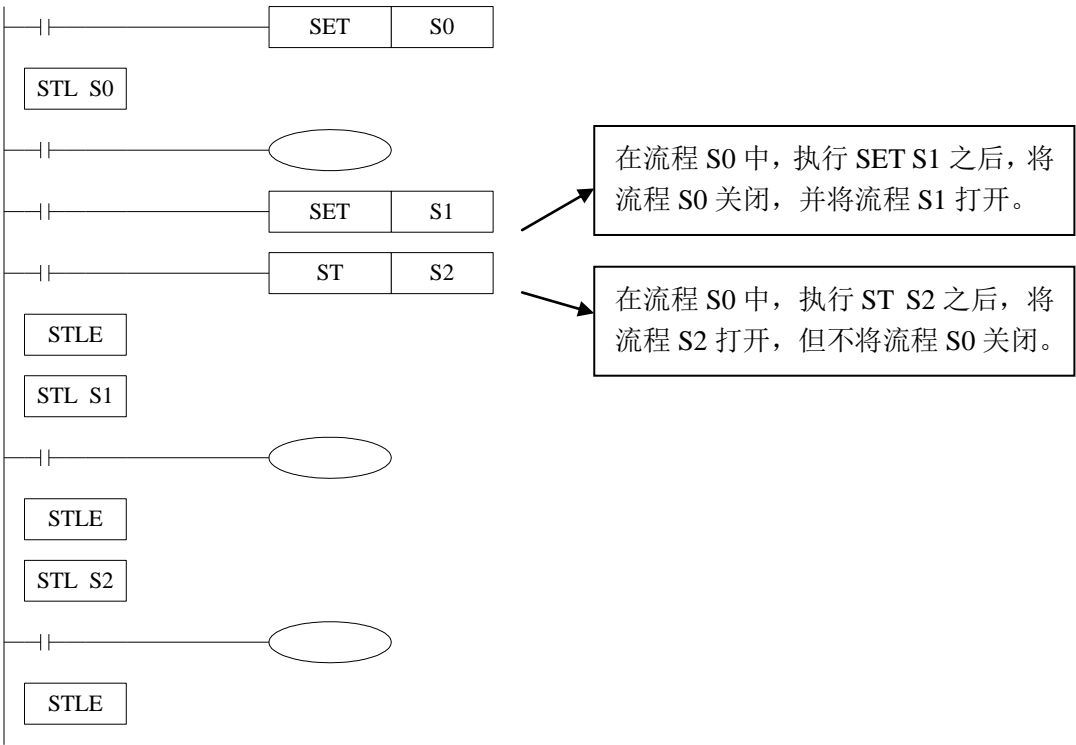 SET S0
STL S0
SET S1
ST S2
STLE
STL S1
STLE
STL S2
STLE
在流程 S0 中，执行 SET S1 之后，将
流程 S0 关闭，并将流程 S1 打开。
在流程 S0 中，执行 ST S2 之后，将
流程 S2 打开，但不将流程 S0 关闭。